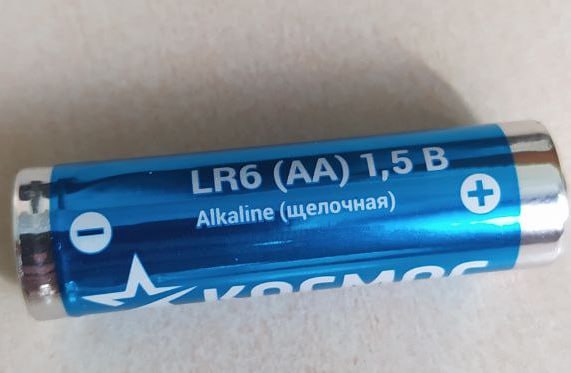 LR6 (AA) 1,5 В
Alkaline (щелочная)
КОСМОС